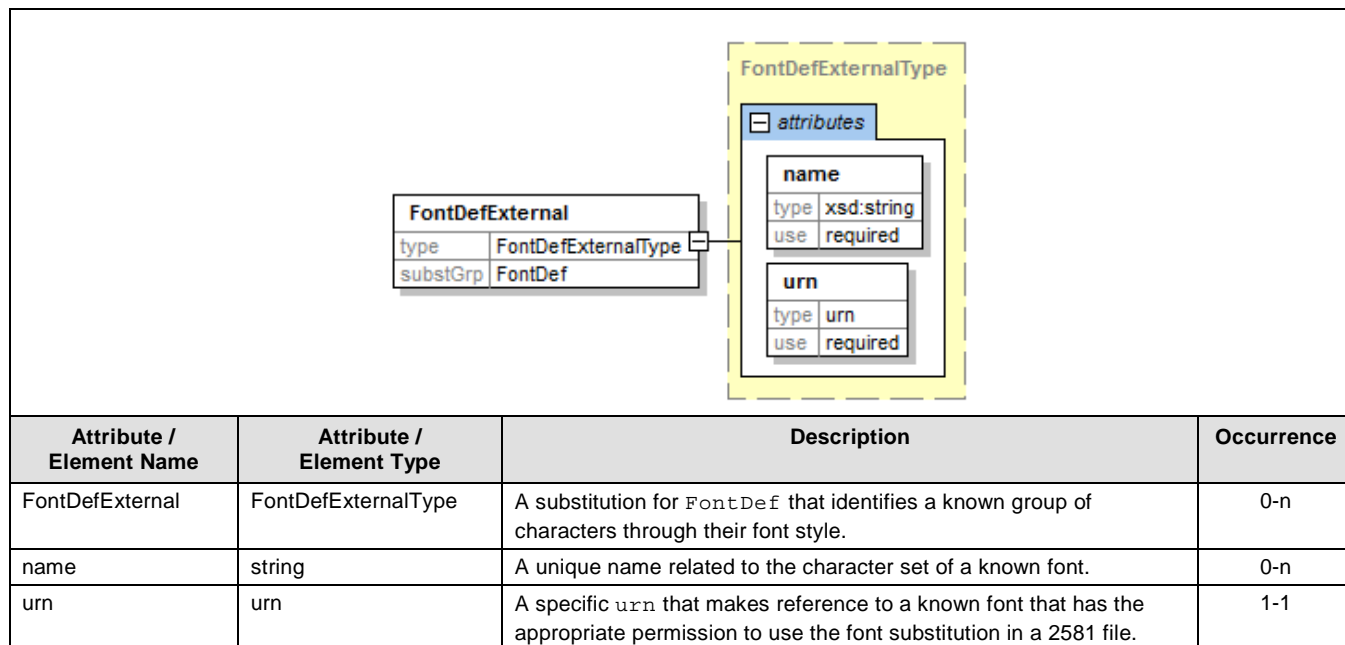 FontDefExternalType
attributes
name
type xsd:string
use required
FontDefExternal
type FontDefExternalType
substGrp FontDef
urn
type urn
use required
Attribute / Element Name Attribute / Element Type Description Occurrence
FontDefExternal FontDefExternalType A substitution for FontDef that identifies a known group of 0-n
characters through their font style.
name string A unique name related to the character set of a known font. 0-n
urn urn A specific urn that makes reference to a known font that has the 1-1
appropriate permission to use the font substitution in a 2581 file.